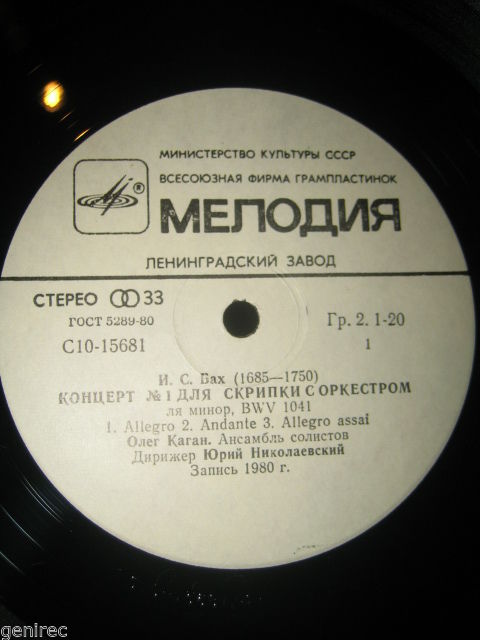 МИНИСТЕРСТВО КУЛЬТУРЫ СССР
ВСЕСОЮЗНАЯ ФИРМА ГРАМПЛАСТИНОК
®
МЕЛОДИЯ
ЛЕНИНГРАДСКИЙ ЗАВОД
СТЕРЕО 33
ГОСТ 5289-80
Гр. 2. 1-20
С10-15681
1
И. С. Бах (1685—1750)
КОНЦЕРТ №1 ДЛЯ СКРИПКИ С ОРКЕСТРОМ
ля минор, BWV 1041
1. Allegro 2. Andante 3. Allegro assai
Олег Каган. Ансамбль солистов
Дирижер Юрий Николаевский
Запись 1980 г.
genirec